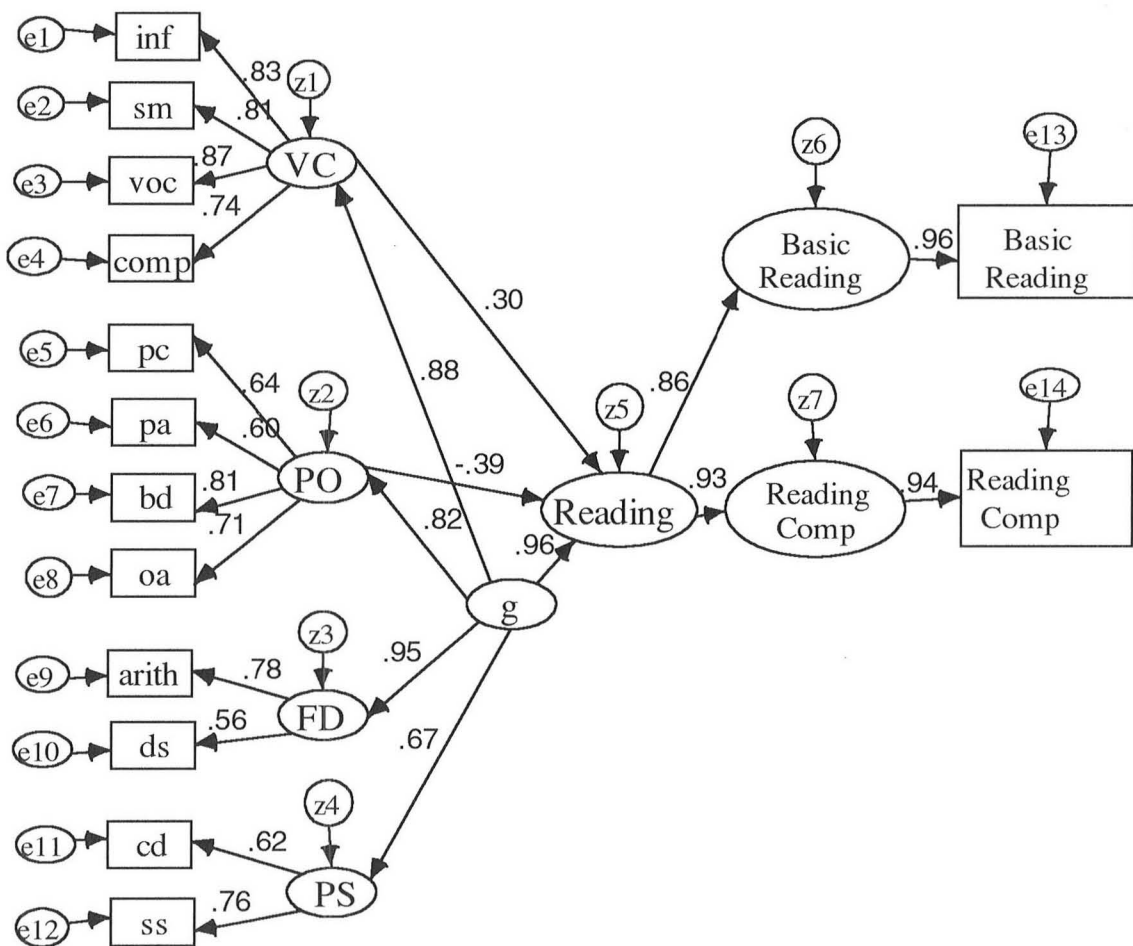 e1
inf
.83
z1
e2
sm
.81
e3
voc
.87
VC
e4
comp
.74
z6
e13
Basic
Reading
.96
Basic
Reading
.30
.88
.86
e5
pc
.64
z2
e6
pa
.60
e7
bd
.81
PO
e8
oa
.71
-.39
.82
z5
Reading
.96
.93
z7
e14
Reading
Comp
.94
Reading
Comp
g
z3
e9
arith
.78
FD
.95
e10
ds
.56
.67
z4
e11
cd
.62
PS
e12
ss
.76